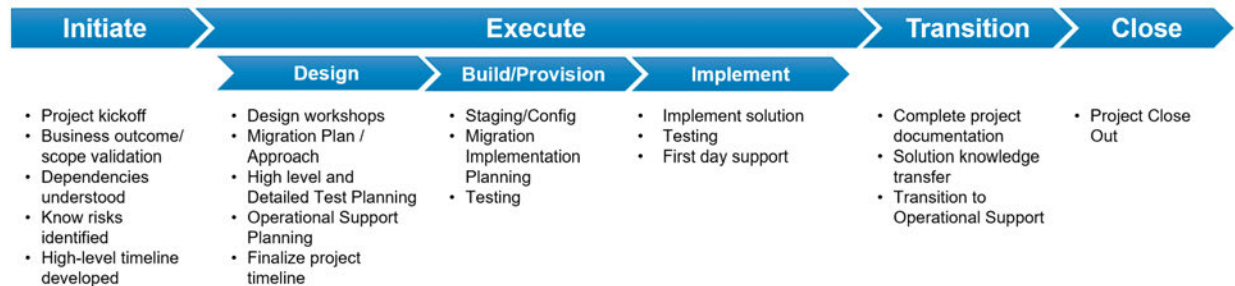 Initiate
Execute
Transition
Close
Design
Build/Provision
Implement
• Project kickoff
• Business outcome/
scope validation
• Dependencies
understood
• Know risks
identified
• High-level timeline
developed
• Design workshops
• Migration Plan /
Approach
• High level and
Detailed Test Planning
• Operational Support
Planning
• Finalize project
timeline
• Staging/Config
• Migration
Implementation
Planning
• Testing
• Implement solution
• Testing
• First day support
• Complete project
documentation
• Solution knowledge
transfer
• Transition to
Operational Support
• Project Close
Out